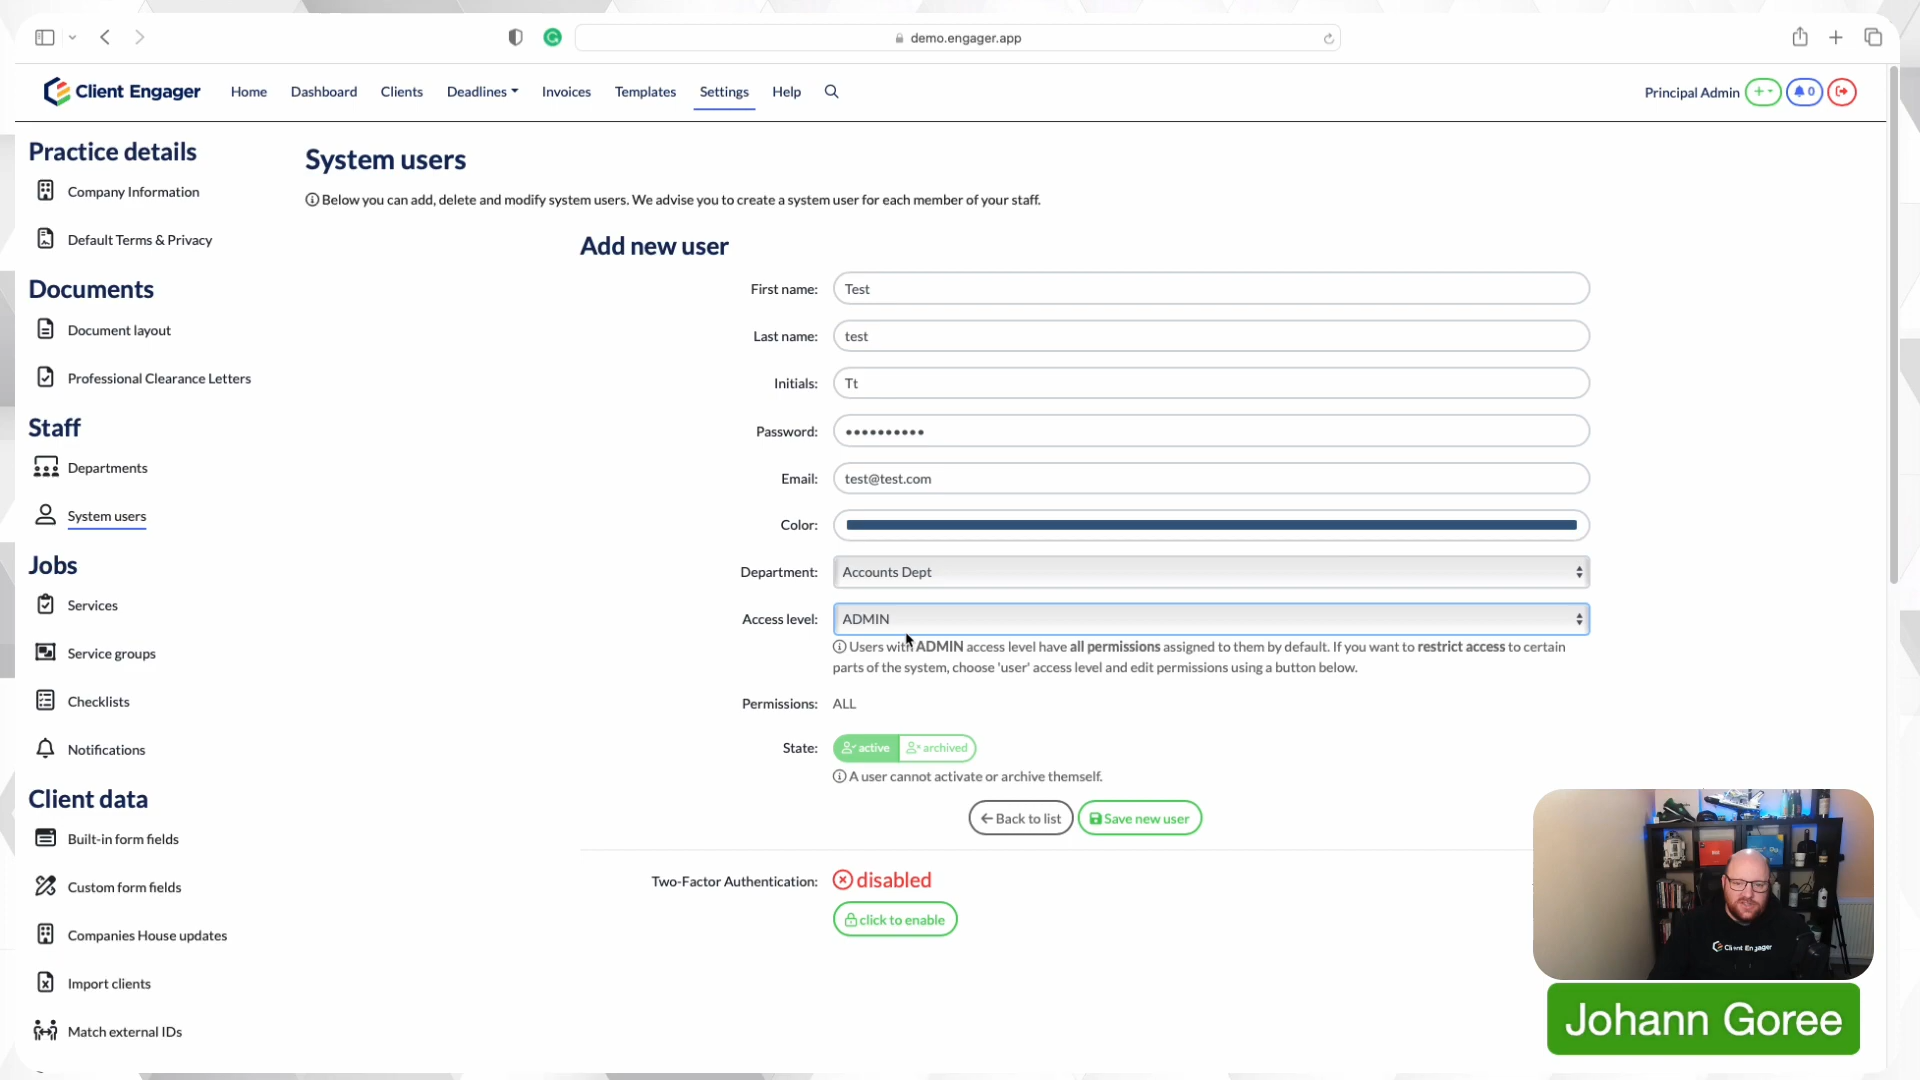 demo.engager.app
Client Engager
Home
Dashboard
Clients
Deadlines
Invoices
Templates
Settings
Help
Principal Admin
0
Practice details
Company Information
Default Terms & Privacy
Documents
Document layout
Professional Clearance Letters
Staff
Departments
System users
Jobs
Services
Service groups
Checklists
Notifications
Client data
Built-in form fields
Custom form fields
Companies House updates
Import clients
Match external IDs
System users
Below you can add, delete and modify system users. We advise you to create a system user for each member of your staff.
Add new user
First name: Test
Last name: test
Initials: Tt
Password: ••••••••••
Email: test@test.com
Color:
Department: Accounts Dept
Access level: ADMIN
Users with ADMIN access level have all permissions assigned to them by default. If you want to restrict access to certain
parts of the system, choose 'user' access level and edit permissions using a button below.
Permissions: ALL
State: active archived
A user cannot activate or archive themself.
Back to list
Save new user
Two-Factor Authentication: disabled
click to enable
Client Engager
Johann Goree